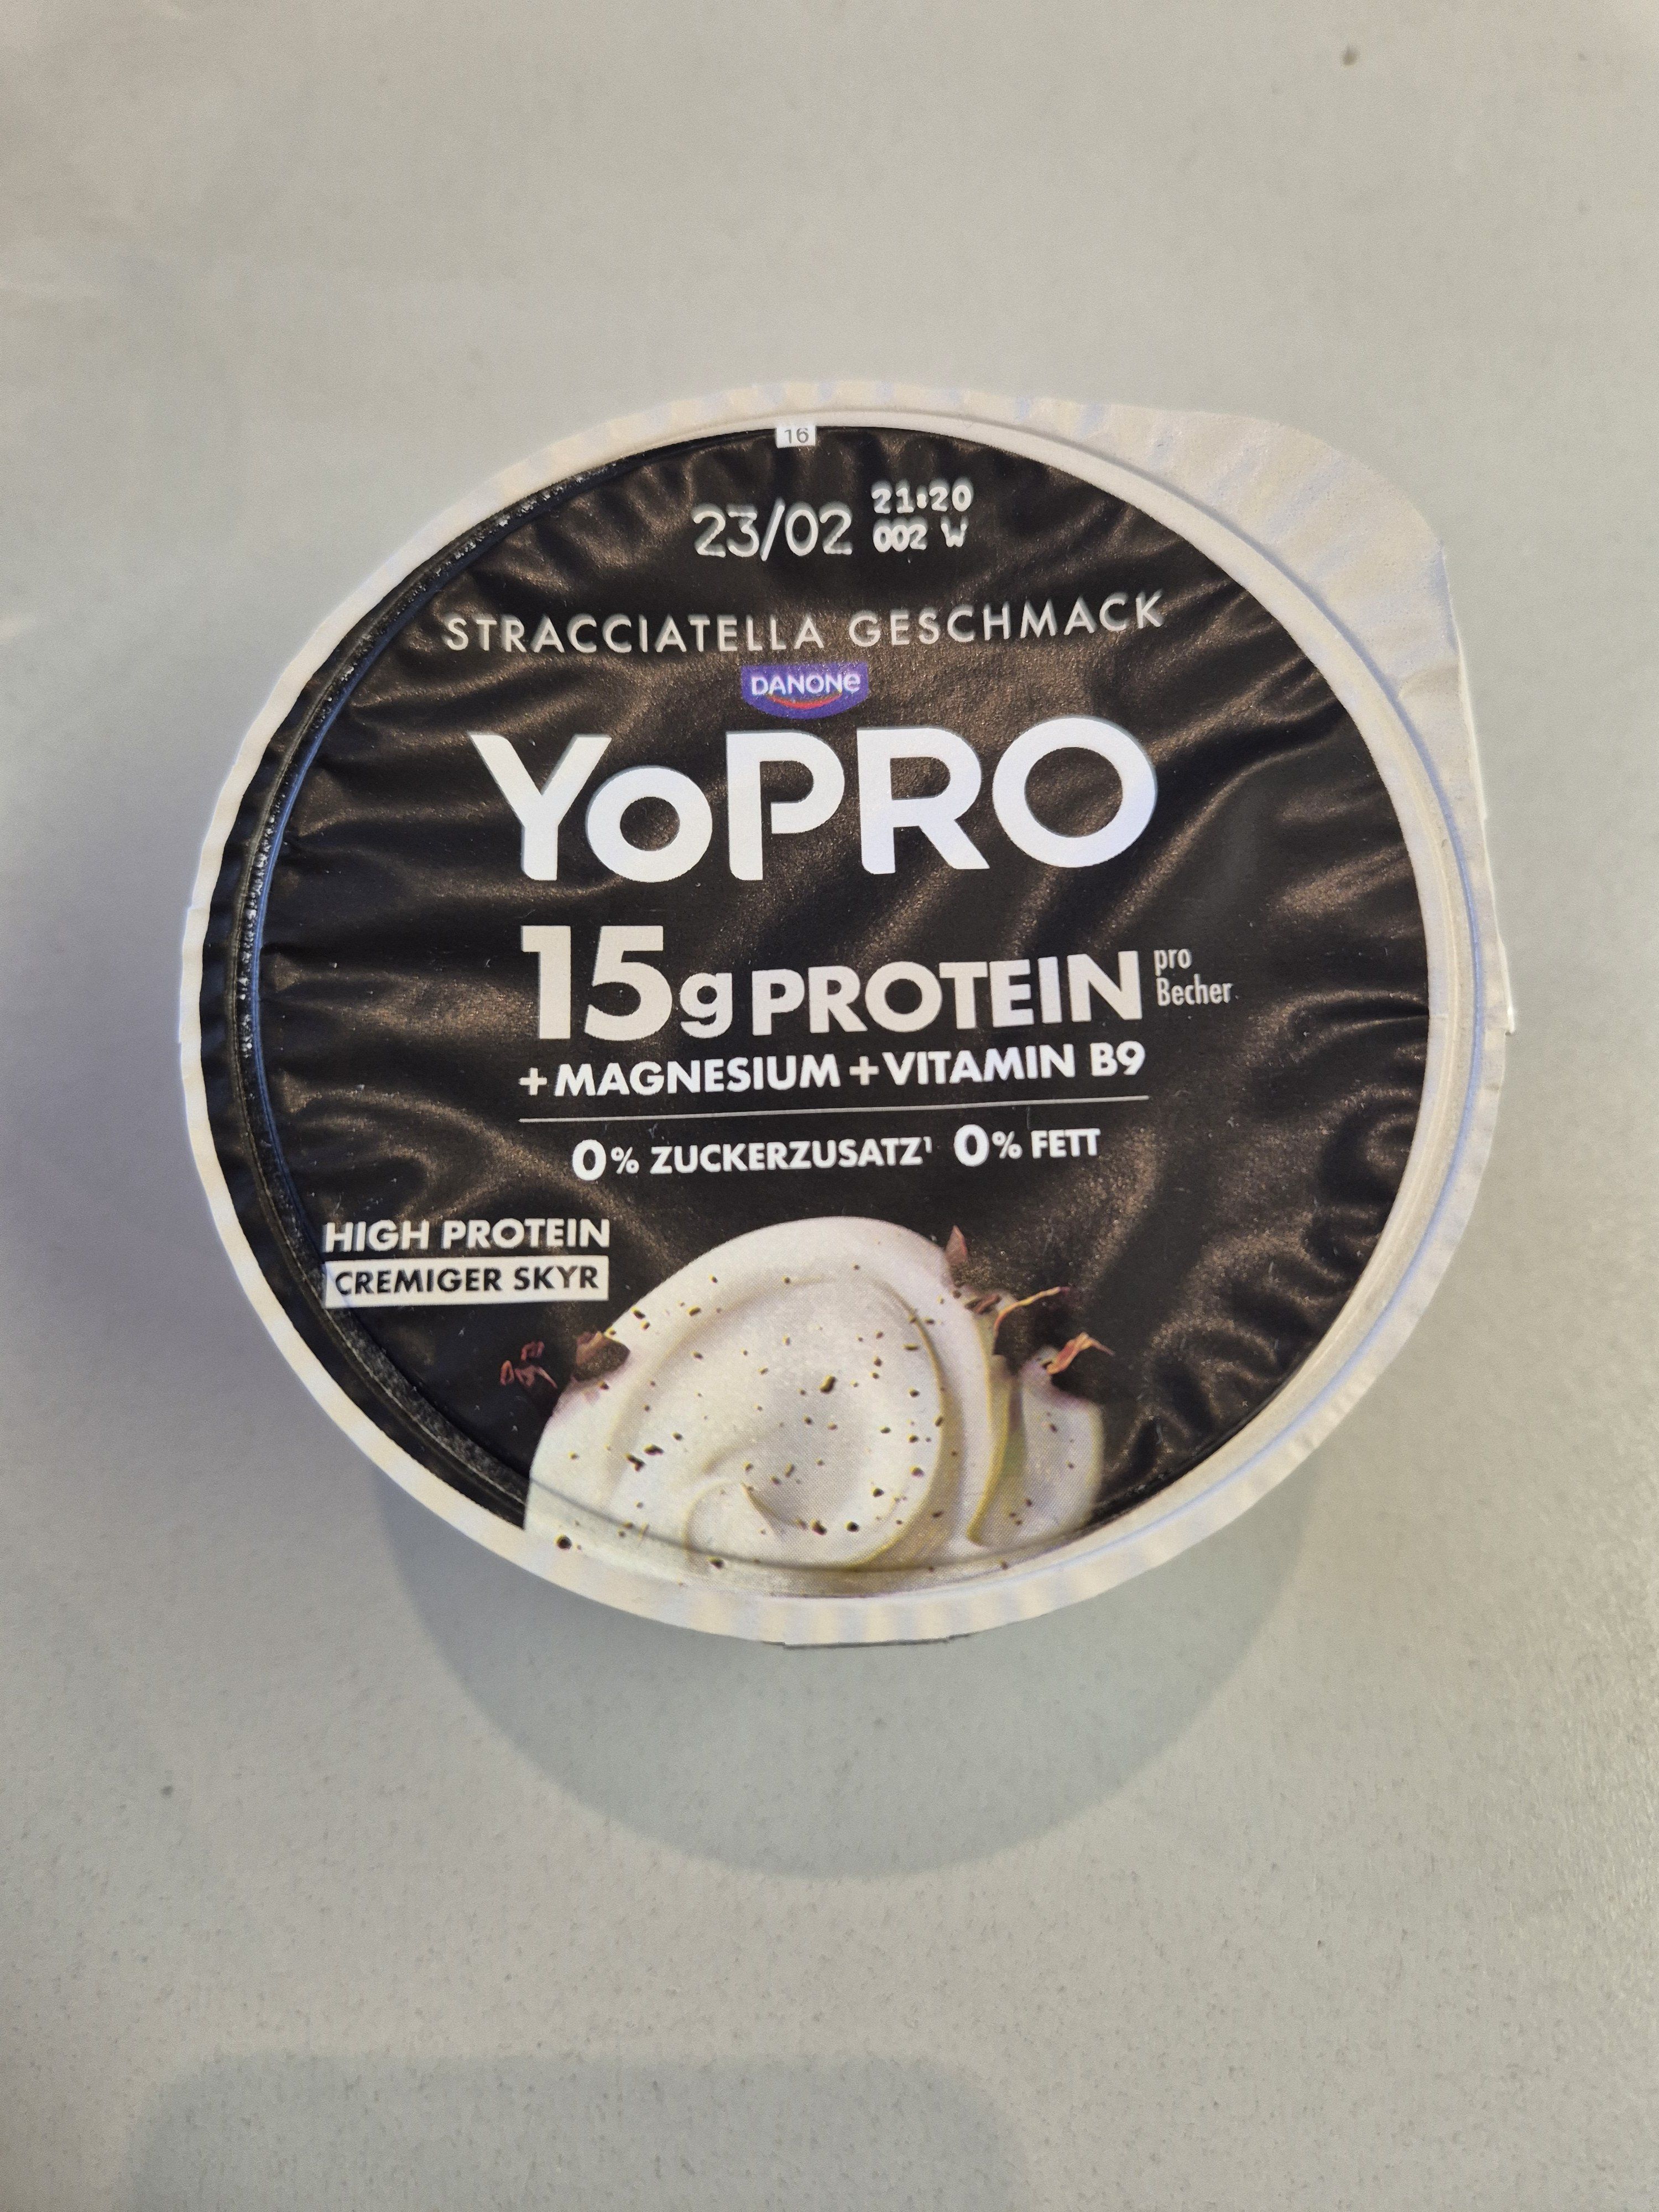 16
23/02 21:20
002 W
STRACCIATELLA GESCHMACK
DANONE
YoPRO
15g PROTEIN pro Becher
+MAGNESIUM +VITAMIN B9
0% ZUCKERZUSATZ¹ 0% FETT
HIGH PROTEIN
CREMIGER SKYR